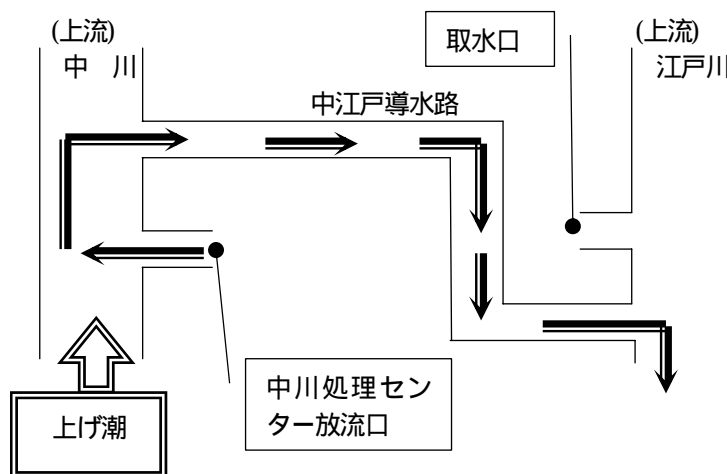 (上流)
中 川
取水口
(上流)
江戸川
中江戸導水路
中川処理セン
ター放流口
上げ潮